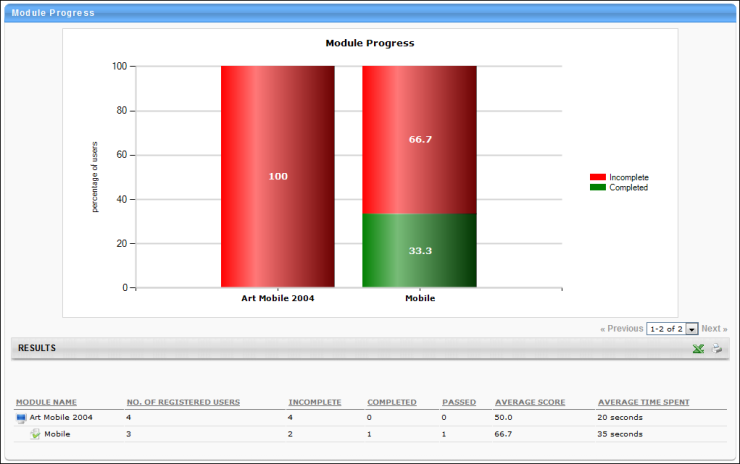 Module Progress
Module Progress
percentage of users
100
80
60
40
20
0
100
66.7
33.3
Art Mobile 2004 Mobile
Incomplete
Completed
« Previous 1-2 of 2 Next »
RESULTS
MODULE NAME NO. OF REGISTERED USERS INCOMPLETE COMPLETED PASSED AVERAGE SCORE AVERAGE TIME SPENT
Art Mobile 2004 4 4 0 0 50.0 20 seconds
Mobile 3 2 1 1 66.7 35 seconds